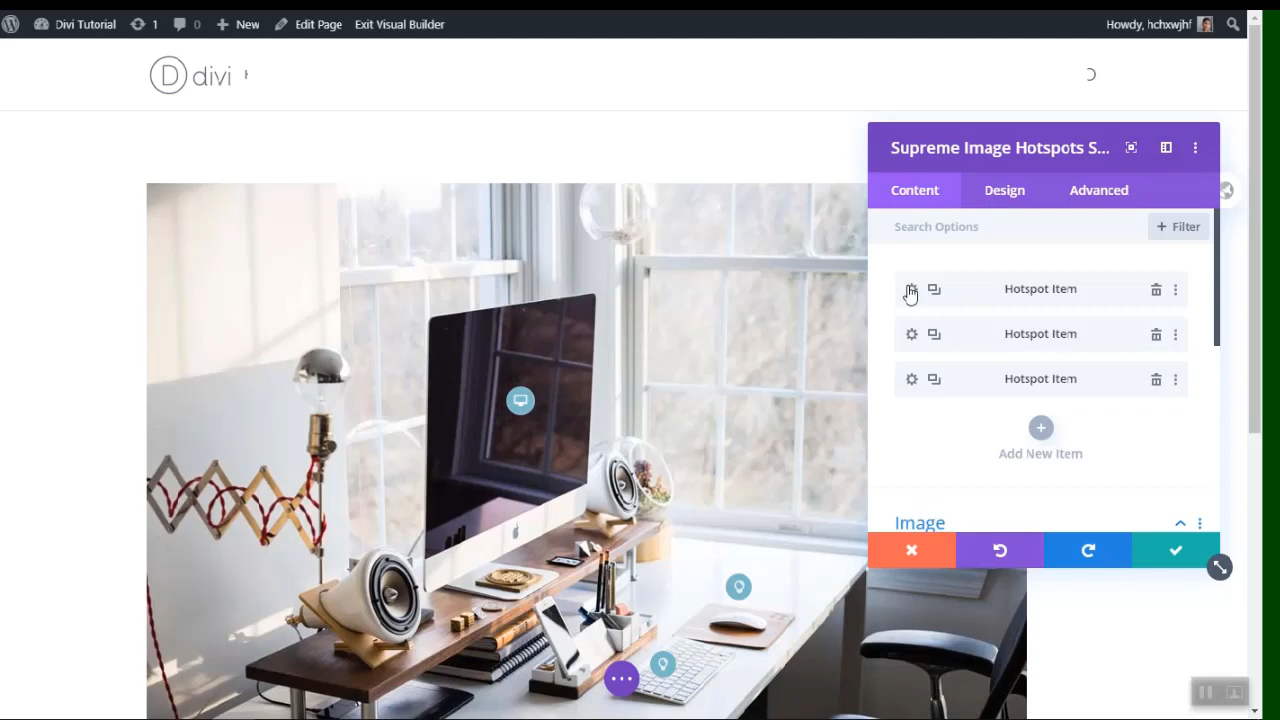 Divi Tutorial 1 0 New Edit Page Exit Visual Builder Howdy, hchxwjhf
D divi
Supreme Image Hotspots S...
Content Design Advanced
Search Options + Filter
Hotspot Item
Hotspot Item
Hotspot Item
Add New Item
Image